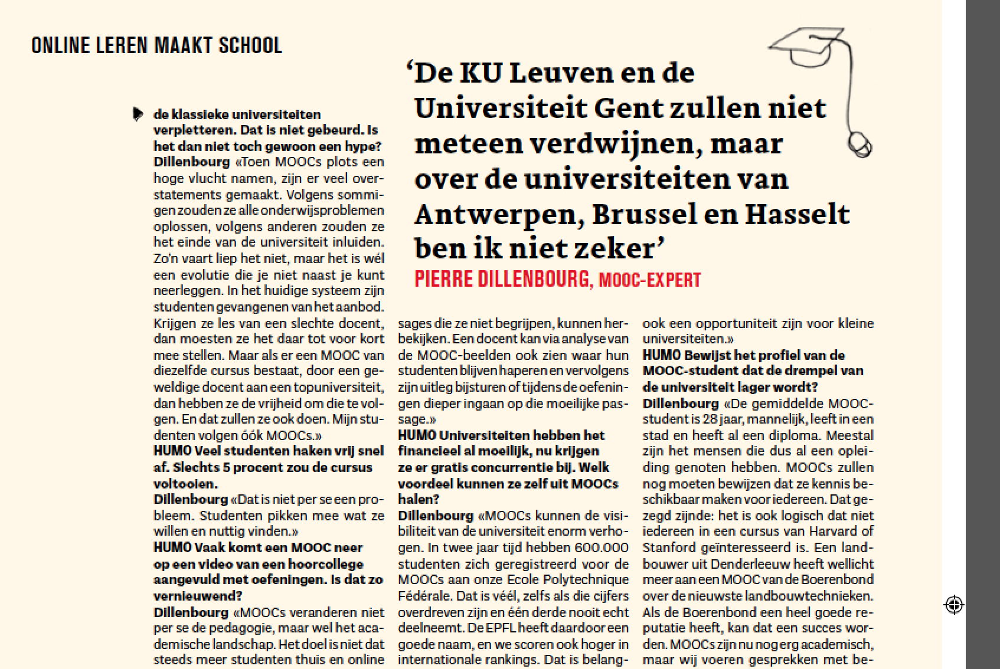 ONLINE LEREN MAAKT SCHOOL
‘De KU Leuven en de
Universiteit Gent zullen niet
meteen verdwijnen, maar
over de universiteiten van
Antwerpen, Brussel en Hasselt
ben ik niet zeker’
PIERRE DILLENBOURG, MOOC-EXPERT
de klassieke universiteiten
verpletteren. Dat is niet gebeurd. Is
het dan niet toch gewoon een hype?
Dillenbourg «Toen MOOCs plots een
hoge vlucht namen, zijn er veel over-
statements gemaakt. Volgens sommi-
gen zouden ze alle onderwijsproblemen
oplossen, volgens anderen zouden ze
het einde van de universiteit inluiden.
Zo’n vaart liep het niet, maar het is wél
een evolutie die je niet naast je kunt
neerleggen. In het huidige systeem zijn
studenten gevangenen van het aanbod.
Krijgen ze les van een slechte docent,
dan moesten ze het daar tot voor kort
mee stellen. Maar als er een MOOC van
diezelfde cursus bestaat, door een ge-
weldige docent aan een topuniversiteit,
dan hebben ze de vrijheid om die te vol-
gen. En dat zullen ze ook doen. Mijn stu-
denten volgen óók MOOCs.»
HUMO Veel studenten haken vrij snel
af. Slechts 5 procent zou de cursus
voltooien.
Dillenbourg «Dat is niet per se een pro-
bleem. Studenten pikken mee wat ze
willen en nuttig vinden.»
HUMO Vaak komt een MOOC neer
op een video van een hoorcollege
aangevuld met oefeningen. Is dat zo
vernieuwend?
Dillenbourg «MOOCs veranderen niet
per se de pedagogie, maar wel het aca-
demische landschap. Het doel is niet dat
steeds meer studenten thuis en online
sages die ze niet begrijpen, kunnen her-
bekijken. Een docent kan via analyse van
de MOOC-beelden ook zien waar hun
studenten blijven haperen en vervolgens
zijn uitleg bijsturen of tijdens de oefenin-
gen dieper ingaan op die moeilijke pas-
sage.»
HUMO Universiteiten hebben het
financieel al moeilijk, nu krijgen
ze er gratis concurrentie bij. Welk
voordeel kunnen ze zelf uit MOOCs
halen?
Dillenbourg «MOOCs kunnen de visi-
biliteit van de universiteit enorm verho-
gen. In twee jaar tijd hebben 600.000
studenten zich geregistreerd voor de
MOOCs aan onze Ecole Polytechnique
Fédérale. Dat is véél, zelfs als die cijfers
overdreven zijn en één derde nooit echt
deelneemt. De EPFL heeft daardoor een
goede naam, en we scoren ook hoger in
internationale rankings. Dat is belang-
ook een opportuniteit zijn voor kleine
universiteiten.»
HUMO Bewijst het profiel van de
MOOC-student dat de drempel van
de universiteit lager wordt?
Dillenbourg «De gemiddelde MOOC-
student is 28 jaar, mannelijk, leeft in een
stad en heeft al een diploma. Meestal
zijn het mensen die dus al een oplei-
ding genoten hebben. MOOCs zullen
nog moeten bewijzen dat ze kennis be-
schikbaar maken voor iedereen. Dat ge-
zegd zijnde: het is ook logisch dat niet
iedereen in een cursus van Harvard of
Stanford geïnteresseerd is. Een land-
bouwer uit Denderleeuw heeft wellicht
meer aan een MOOC van de Boerenbond
over de nieuwste landbouwtechnieken.
Als de Boerenbond een heel goede re-
putatie heeft, kan dat een succes wor-
den. MOOCs zijn nu nog erg academisch,
maar wij voeren gesprekken met be-